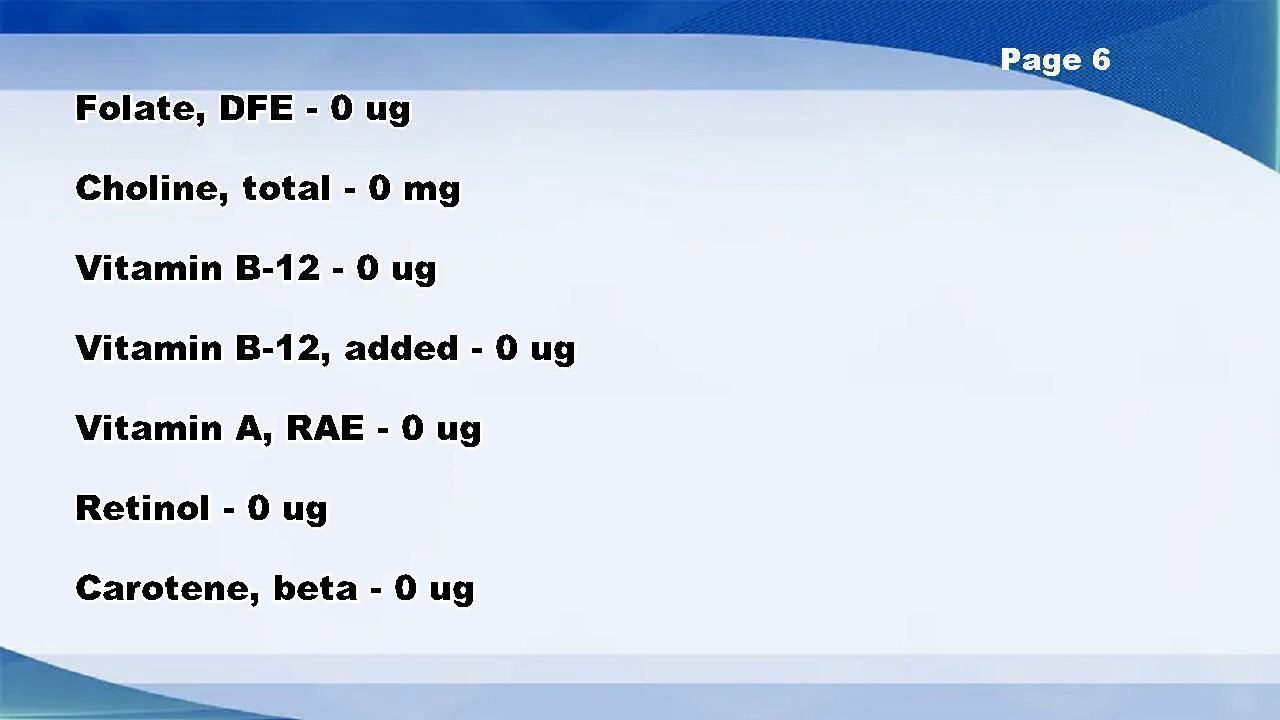 Page 6
Folate, DFE - 0 ug
Choline, total - 0 mg
Vitamin B-12 - 0 ug
Vitamin B-12, added - 0 ug
Vitamin A, RAE - 0 ug
Retinol - 0 ug
Carotene, beta - 0 ug